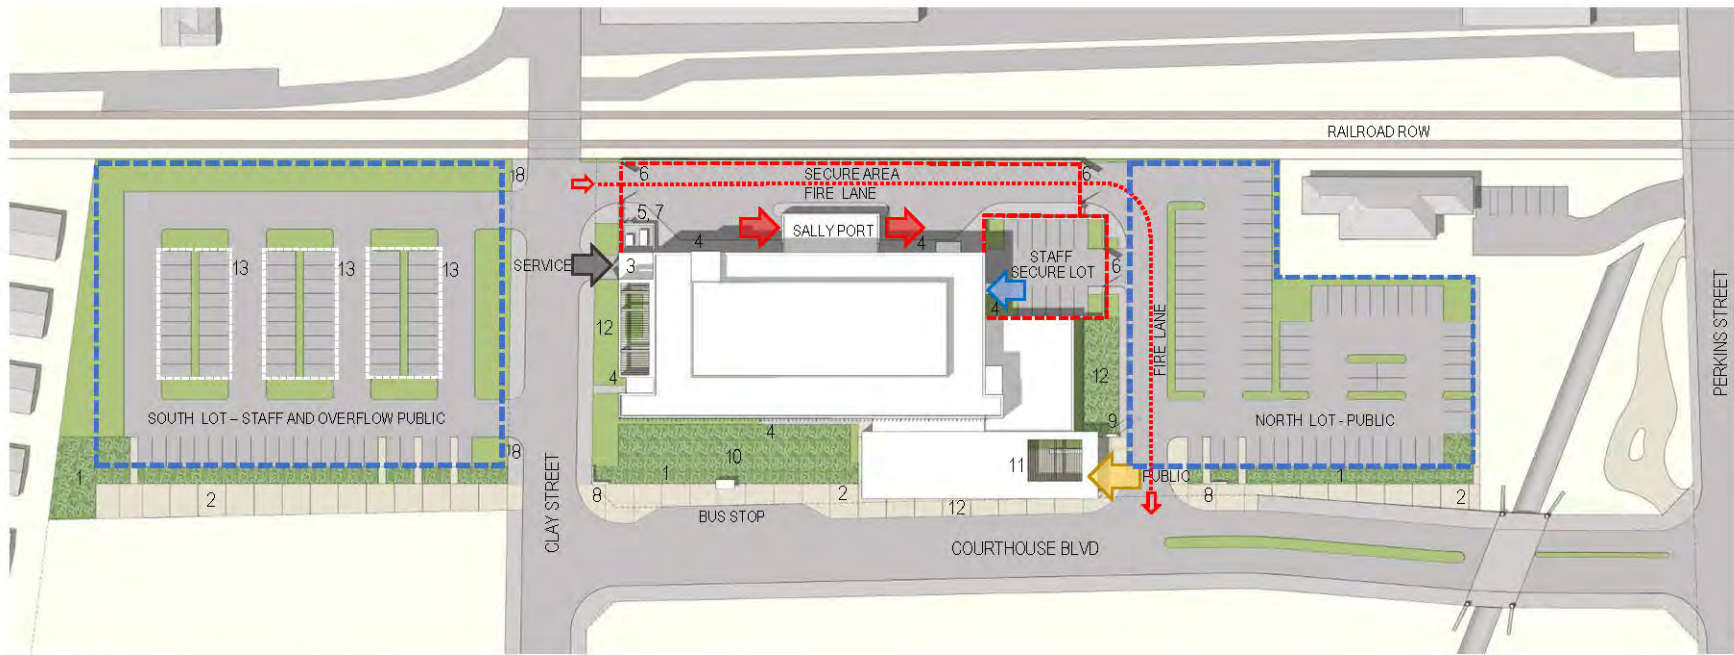 RAILROAD ROW
18
6
SECURE AREA
6
FIRE LANE
5, 7
SALLY PORT
4
4
STAFF
SECURE LOT
13
13
13
SERVICE
3
6
4
12
FIRE LANE
12
PERKINS STREET
4
SOUTH LOT – STAFF AND OVERFLOW PUBLIC
4
9
NORTH LOT - PUBLIC
18
1
1
10
11
PUBLIC
1
2
8
2
12
8
2
BUS STOP
CLAY STREET
COURTHOUSE BLVD